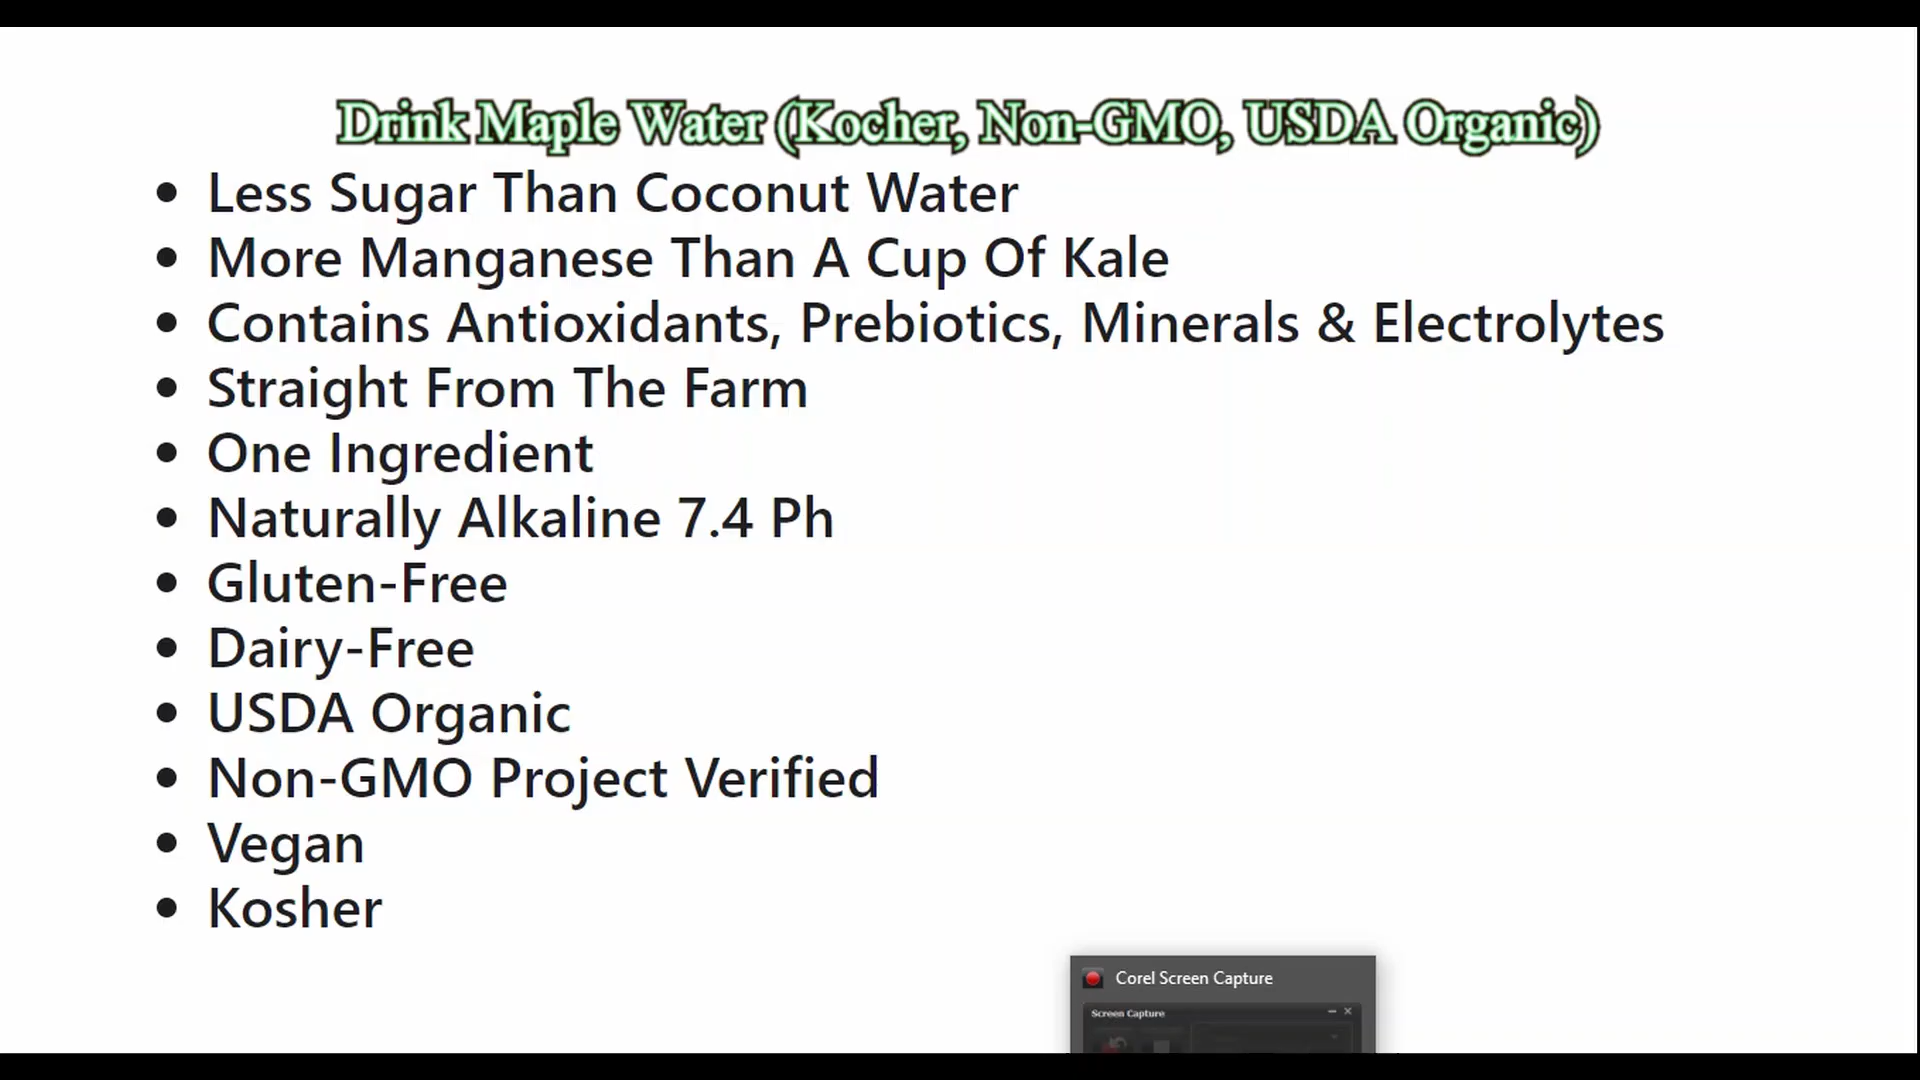 Drink Maple Water (Kocher, Non-GMO, USDA Organic)
• Less Sugar Than Coconut Water
• More Manganese Than A Cup Of Kale
• Contains Antioxidants, Prebiotics, Minerals & Electrolytes
• Straight From The Farm
• One Ingredient
• Naturally Alkaline 7.4 Ph
• Gluten-Free
• Dairy-Free
• USDA Organic
• Non-GMO Project Verified
• Vegan
• Kosher
Corel Screen Capture
Screen Capture